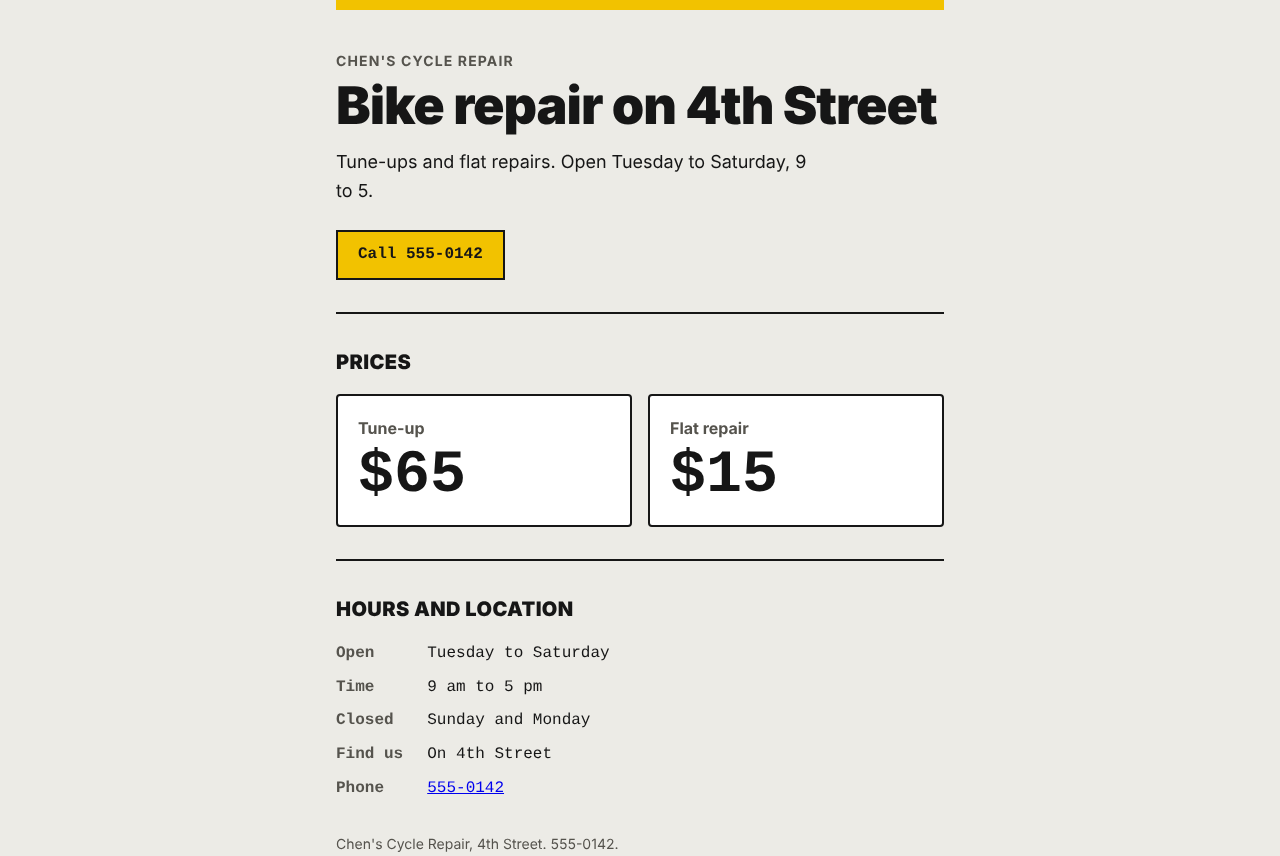 CHEN'S CYCLE REPAIR
Bike repair on 4th Street
Tune-ups and flat repairs. Open Tuesday to Saturday, 9
to 5.
Call 555-0142
PRICES
Tune-up
$65
Flat repair
$15
HOURS AND LOCATION
Open Tuesday to Saturday
Time 9 am to 5 pm
Closed Sunday and Monday
Find us On 4th Street
Phone 555-0142
Chen's Cycle Repair, 4th Street. 555-0142.